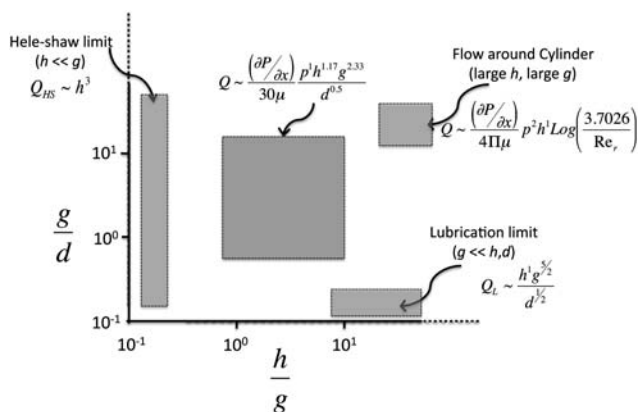 Hele-shaw limit
(h << g)
Q_HS ~ h^3
Q ~ (∂P/∂x)/30μ p^1 h^1.17 g^2.33/d^0.5
Flow around Cylinder
(large h, large g)
Q ~ (∂P/∂x)/4Πμ p^2 h^1 Log(3.7026/Re_r)
Lubrication limit
(g << h,d)
Q_L ~ h^1 g^5/2/d^1/2
g/d
10^1
10^0
10^-1
10^-1
10^0
10^1
h/g